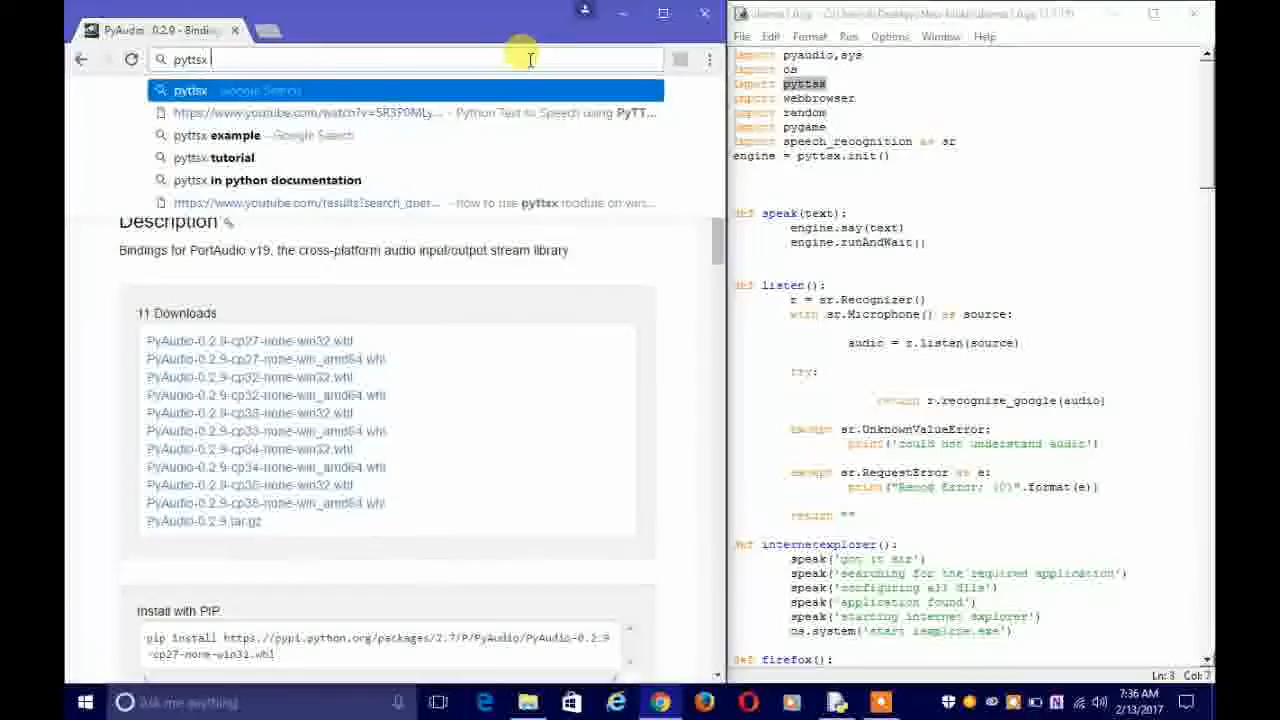 PyAudio 0.2.9 - Binding
pyttsx
pyttsx Google Search
https://www.youtube.com/watch?v=5R3P0MLy... – Python Text to Speech using PyTT...
pyttsx example – Google Search
pyttsx tutorial
pyttsx in python documentation
https://www.youtube.com/results?search_quer... – how to use pyttsx module on win...
Description
Bindings for PortAudio v19, the cross-platform audio input/output stream library
11 Downloads
PyAudio-0.2.9-cp27-none-win32.whl
PyAudio-0.2.9-cp27-none-win_amd64.whl
PyAudio-0.2.9-cp32-none-win32.whl
PyAudio-0.2.9-cp32-none-win_amd64.whl
PyAudio-0.2.9-cp33-none-win32.whl
PyAudio-0.2.9-cp33-none-win_amd64.whl
PyAudio-0.2.9-cp34-none-win32.whl
PyAudio-0.2.9-cp34-none-win_amd64.whl
PyAudio-0.2.9-cp35-none-win32.whl
PyAudio-0.2.9-cp35-none-win_amd64.whl
PyAudio-0.2.9.tar.gz
Install with PIP
pip install https://pypi.python.org/packages/2.7/P/PyAudio/PyAudio-0.2.9
-cp27-none-win32.whl
File Edit Format Run Options Window Help
import pyaudio,sys
import os
import pyttsx
import webbrowser
import random
import pygame
import speech_recognition as sr
engine = pyttsx.init()
def speak(text):
engine.say(text)
engine.runAndWait()
def listen():
r = sr.Recognizer()
with sr.Microphone() as source:
audio = r.listen(source)
try:
return r.recognize_google(audio)
except sr.UnknownValueError:
print('could not understand audio')
except sr.RequestError as e:
print("Recog Error; {0}".format(e))
return ""
def internetexplorer():
speak('got it sir')
speak('searching for the required application')
speak('configuring all dlls')
speak('application found')
speak('starting internet explorer')
os.system('start iexplore.exe')
def firefox():
Ln: 3 Col: 7
Ask me anything
7:36 AM
2/13/2017